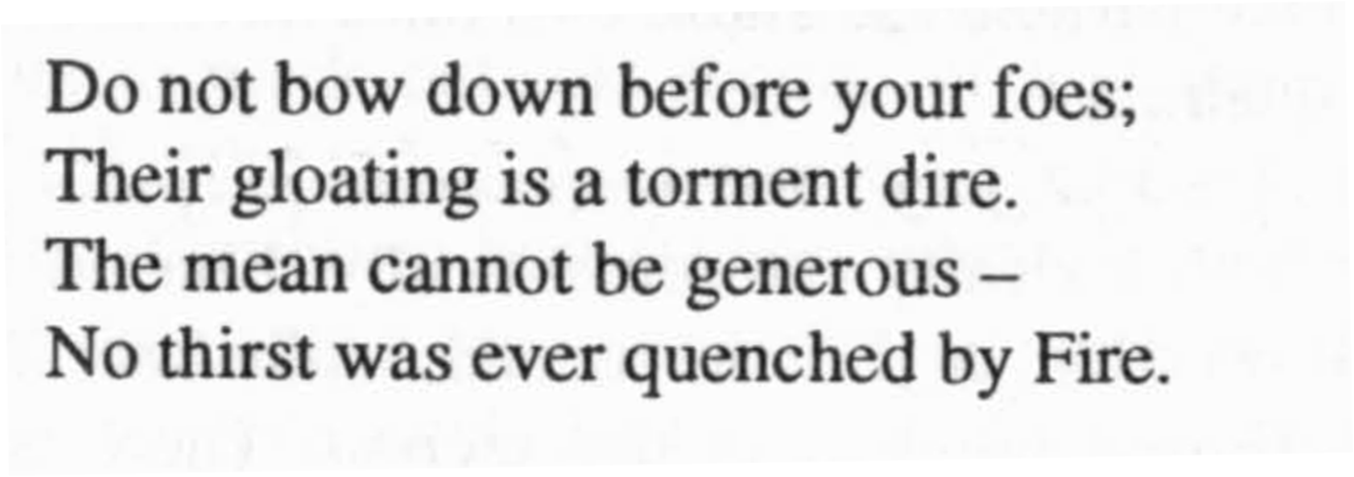 Do not bow down before your foes;
Their gloating is a torment dire.
The mean cannot be generous –
No thirst was ever quenched by Fire.